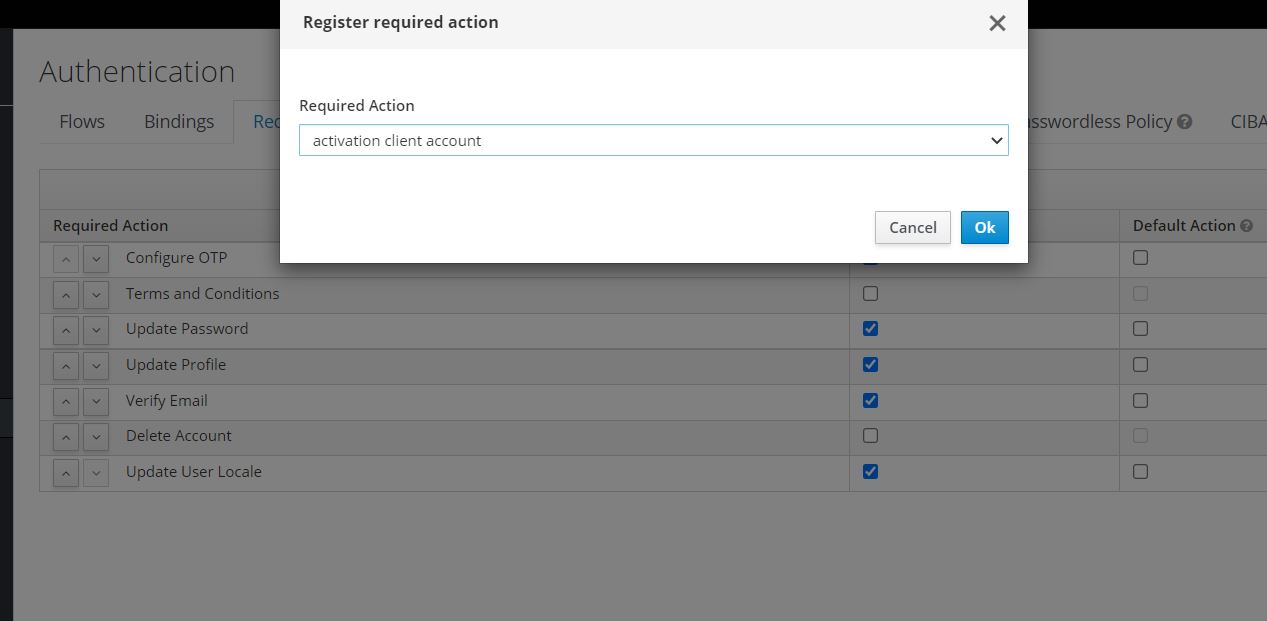 Register required action
Authentication
Required Action
Flows
Bindings
Rec
sswordless Policy
CIBA
activation client account
Cancel
Ok
Required Action
Default Action
Configure OTP
Terms and Conditions
Update Password
Update Profile
Verify Email
Delete Account
Update User Locale